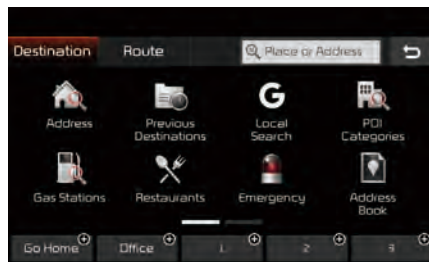 Destination
Route
Place or Address
Address
Previous
Destinations
G
Local
Search
POI
Categories
Gas Stations
Restaurants
Emergency
Address
Book
Go Home
Office
1
2
3